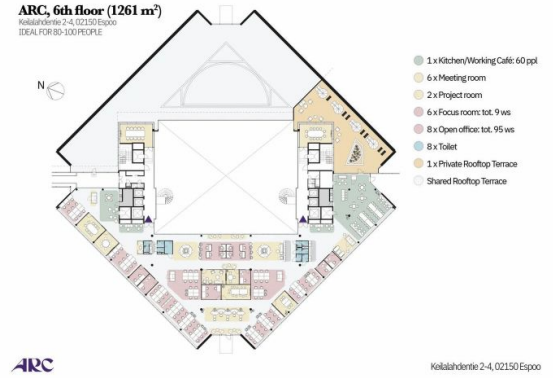 ARC, 6th floor (1261 m²)
Keilalahdentie 2-4, 02150 Espoo
IDEAL FOR 80-100 PEOPLE
N
1 x Kitchen/Working Café: 60 ppl
6 x Meeting room
2 x Project room
6 x Focus room: tot. 9 ws
8 x Open office: tot. 95 ws
8 x Toilet
1 x Private Rooftop Terrace
Shared Rooftop Terrace
ARC
Keilalahdentie 2-4, 02150 Espoo